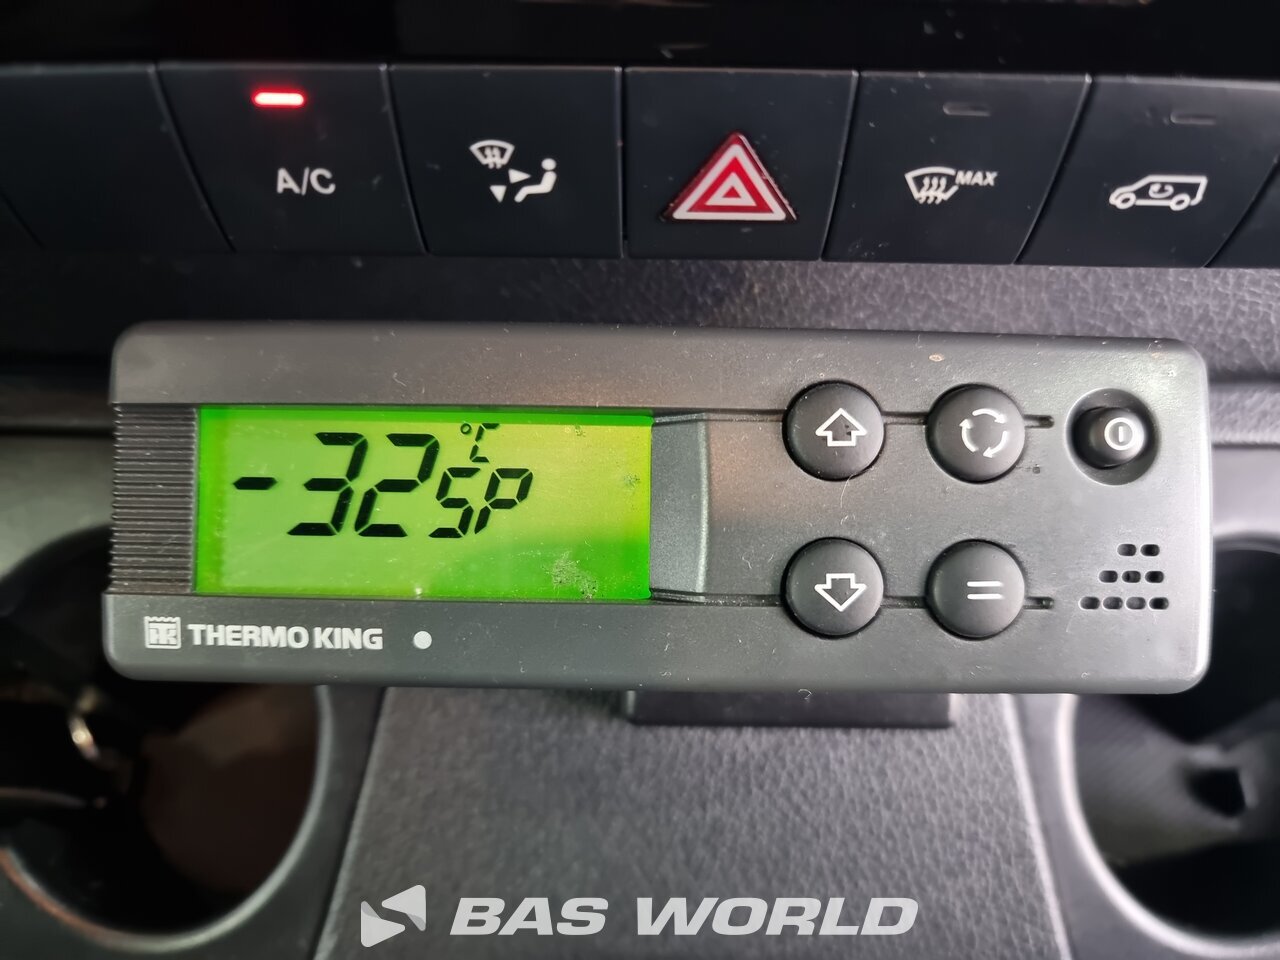 A/C
MAX
-32 °C
SP
THERMO KING
BAS WORLD